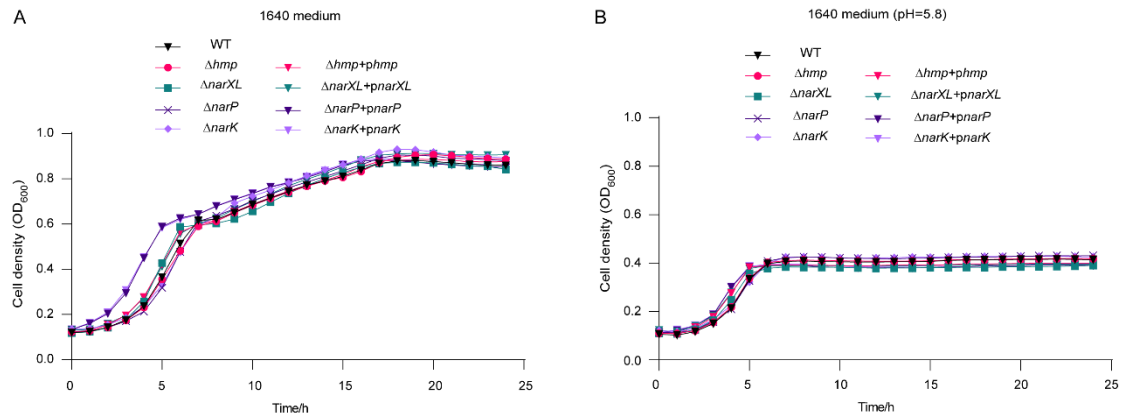 A
1640 medium
WT
Δhmp
Δhmp+phmp
ΔnarXL
ΔnarXL+pnarXL
ΔnarP
ΔnarP+pnarP
ΔnarK
ΔnarK+pnarK
Cell density (OD600)
1.0
0.8
0.6
0.4
0.2
0.0
0 5 10 15 20 25
Time/h
B
1640 medium (pH=5.8)
WT
Δhmp
Δhmp+phmp
ΔnarXL
ΔnarXL+pnarXL
ΔnarP
ΔnarP+pnarP
ΔnarK
ΔnarK+pnarK
Cell density (OD600)
1.0
0.8
0.6
0.4
0.2
0.0
0 5 10 15 20 25
Time/h